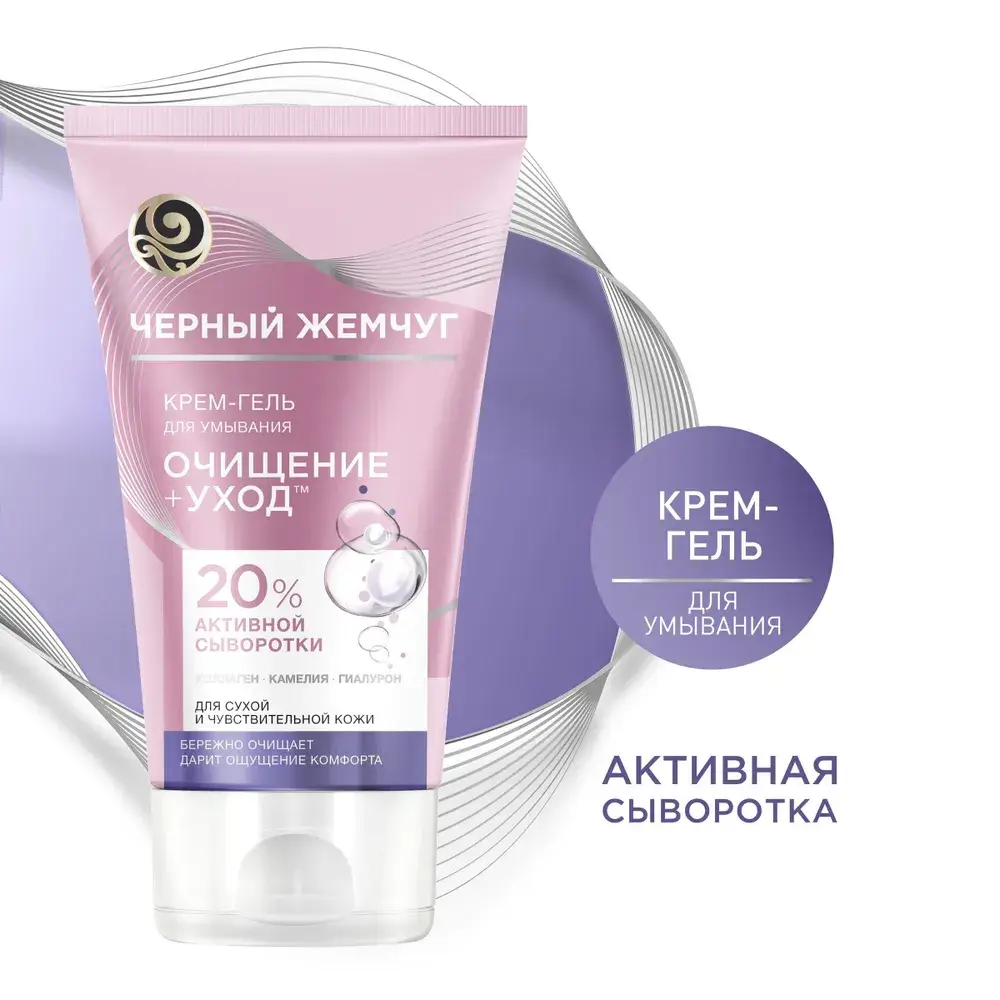 ЧЕРНЫЙ ЖЕМЧУГ
КРЕМ-ГЕЛЬ
ДЛЯ УМЫВАНИЯ
ОЧИЩЕНИЕ
+УХОД™
20%
АКТИВНОЙ
СЫВОРОТКИ
КОЛЛАГЕН · КАМЕЛИЯ · ГИАЛУРОН
ДЛЯ СУХОЙ
И ЧУВСТВИТЕЛЬНОЙ КОЖИ
БЕРЕЖНО ОЧИЩАЕТ
ДАРИТ ОЩУЩЕНИЕ КОМФОРТА
КРЕМ-
ГЕЛЬ
ДЛЯ
УМЫВАНИЯ
АКТИВНАЯ
СЫВОРОТКА